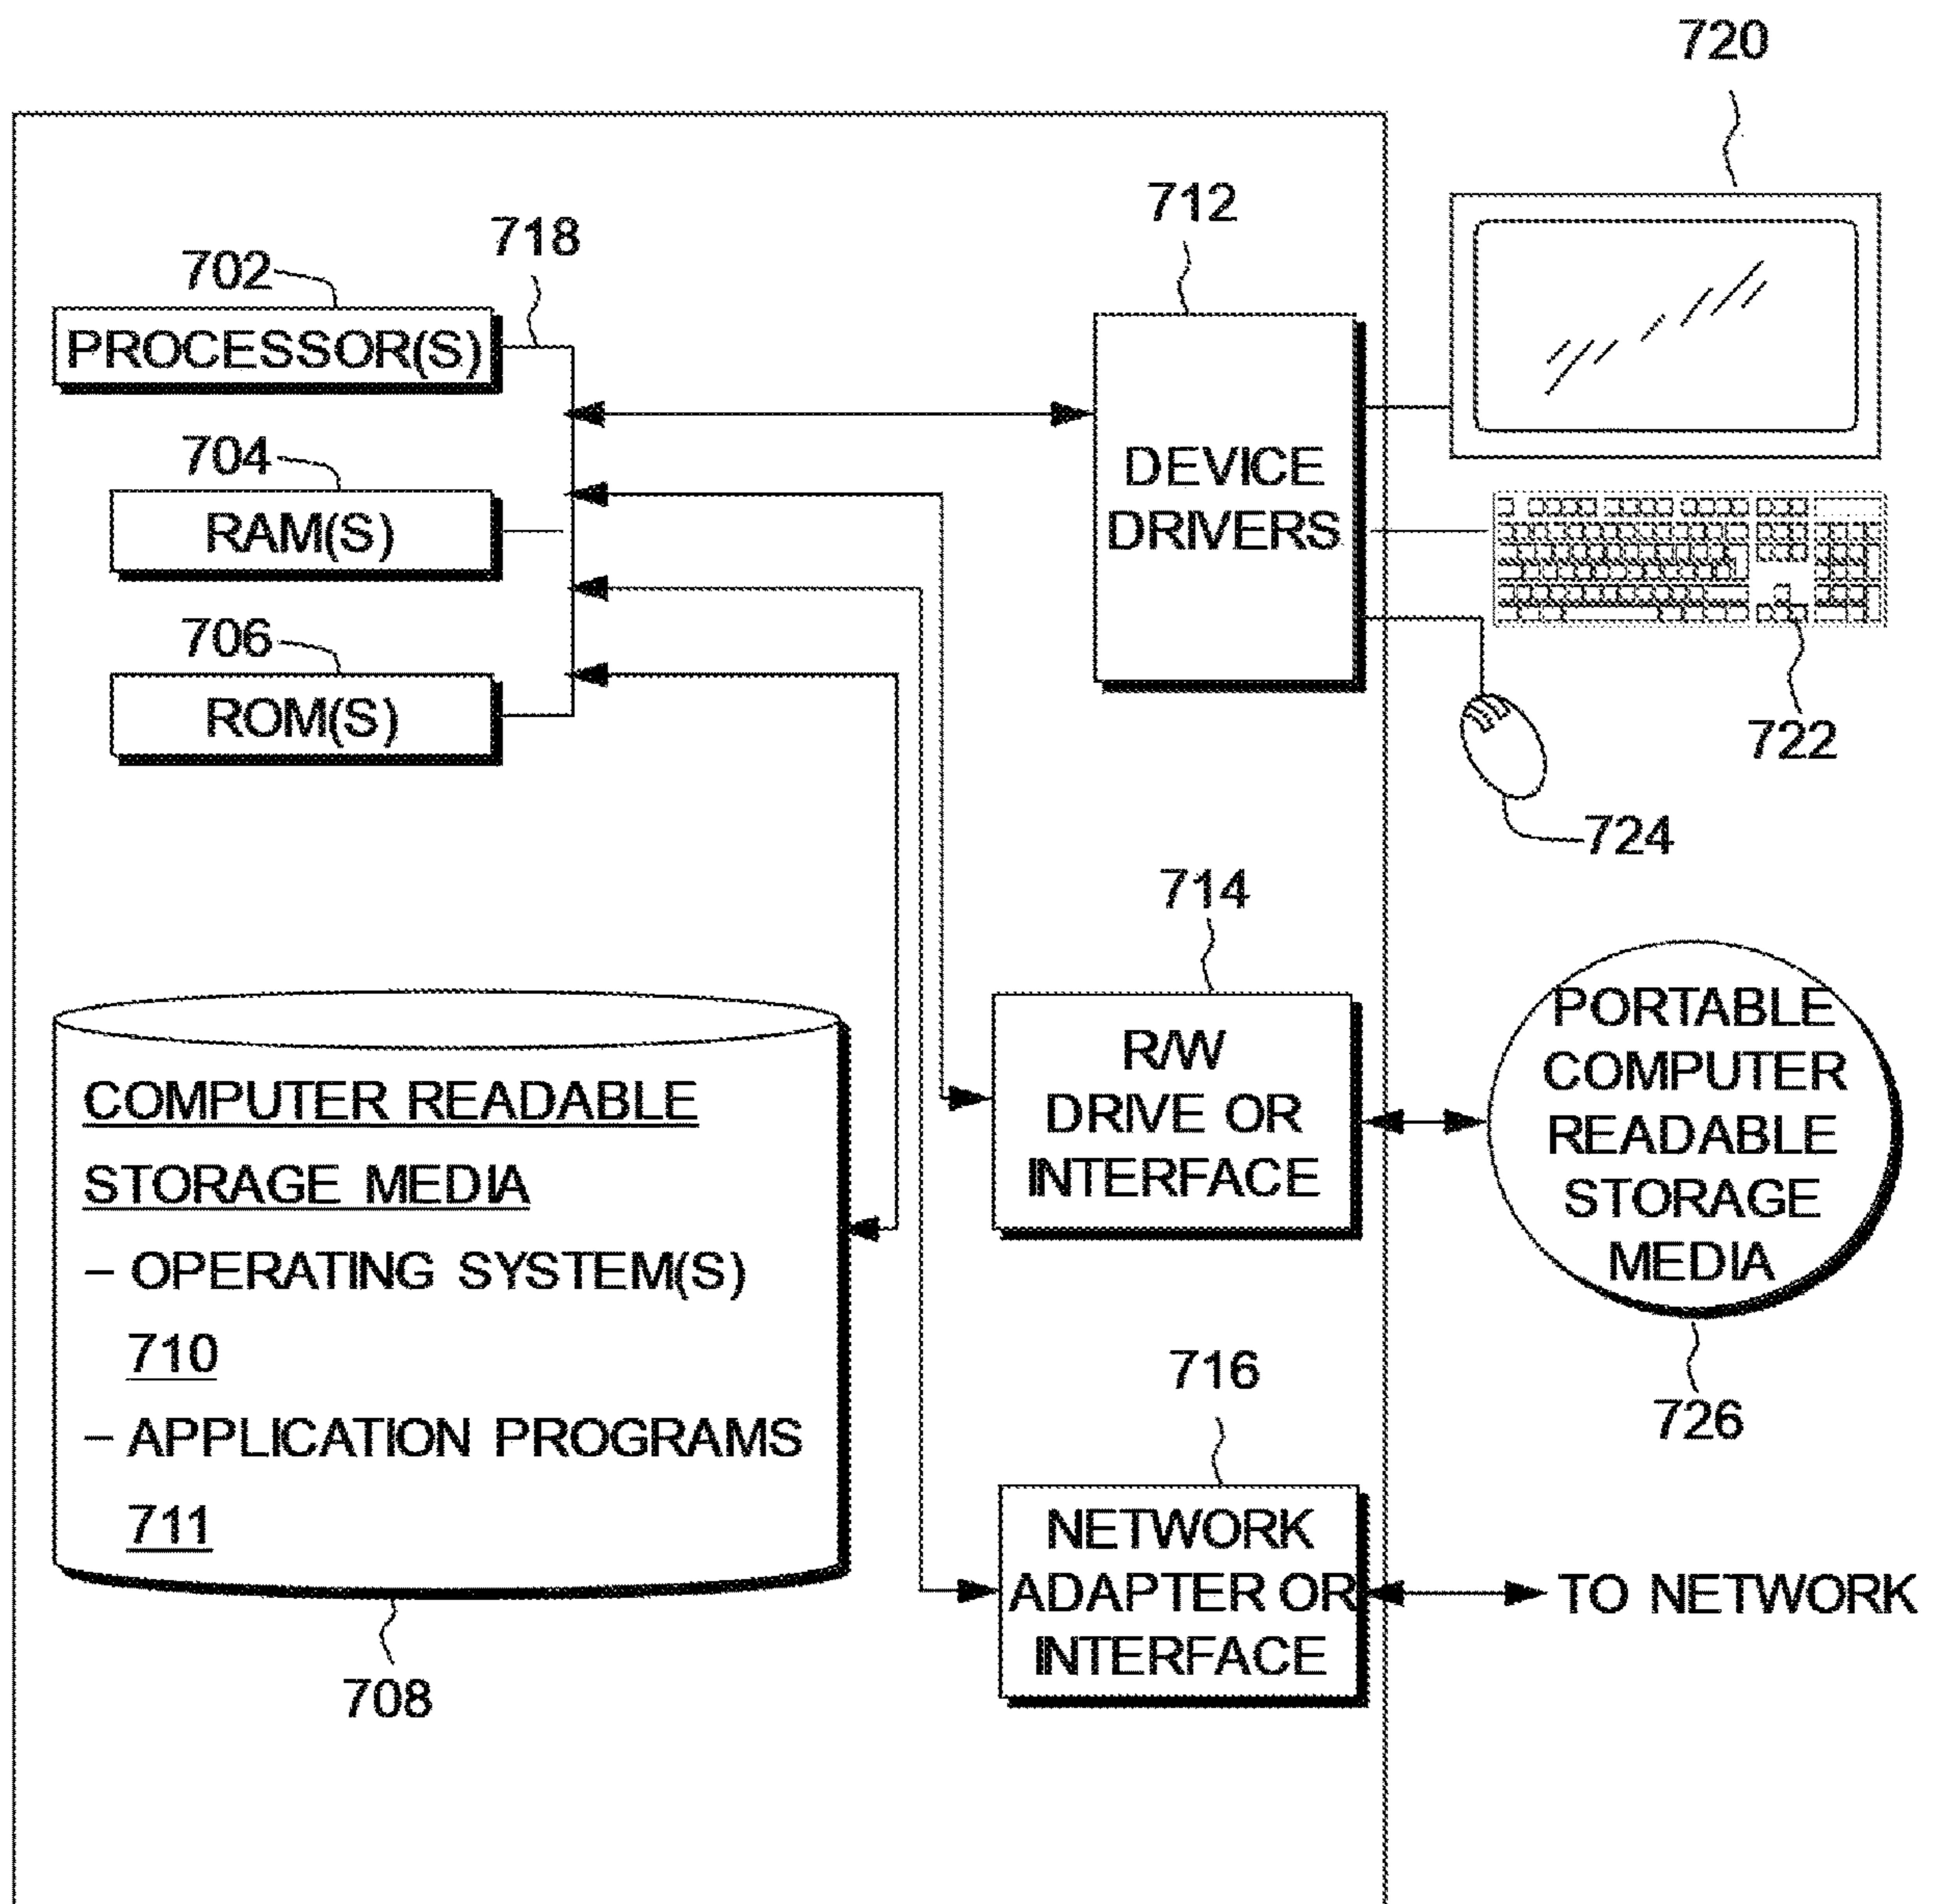 720
712
718
702
PROCESSOR(S)
704
RAM(S)
706
ROM(S)
DEVICE
DRIVERS
722
724
714
R/W
DRIVE OR
INTERFACE
PORTABLE
COMPUTER
READABLE
STORAGE
MEDIA
726
COMPUTER READABLE
STORAGE MEDIA
– OPERATING SYSTEM(S)
710
– APPLICATION PROGRAMS
711
708
716
NETWORK
ADAPTER OR
INTERFACE
TO NETWORK